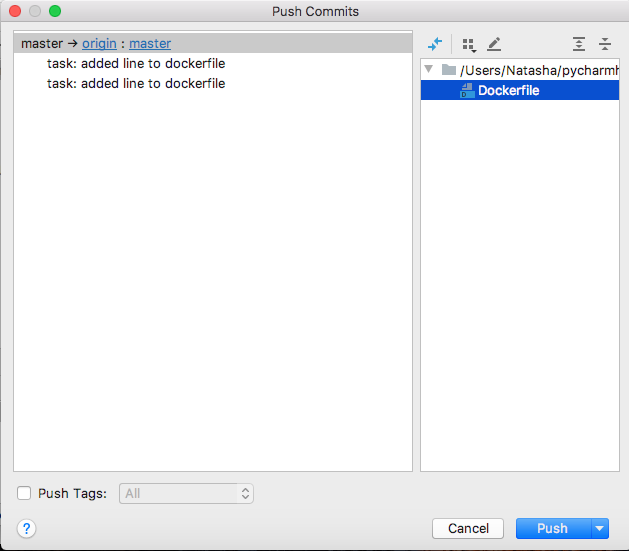 Push Commits
master → origin : master
task: added line to dockerfile
task: added line to dockerfile
/Users/Natasha/pycharmh
Dockerfile
Push Tags:
All
?
Cancel
Push